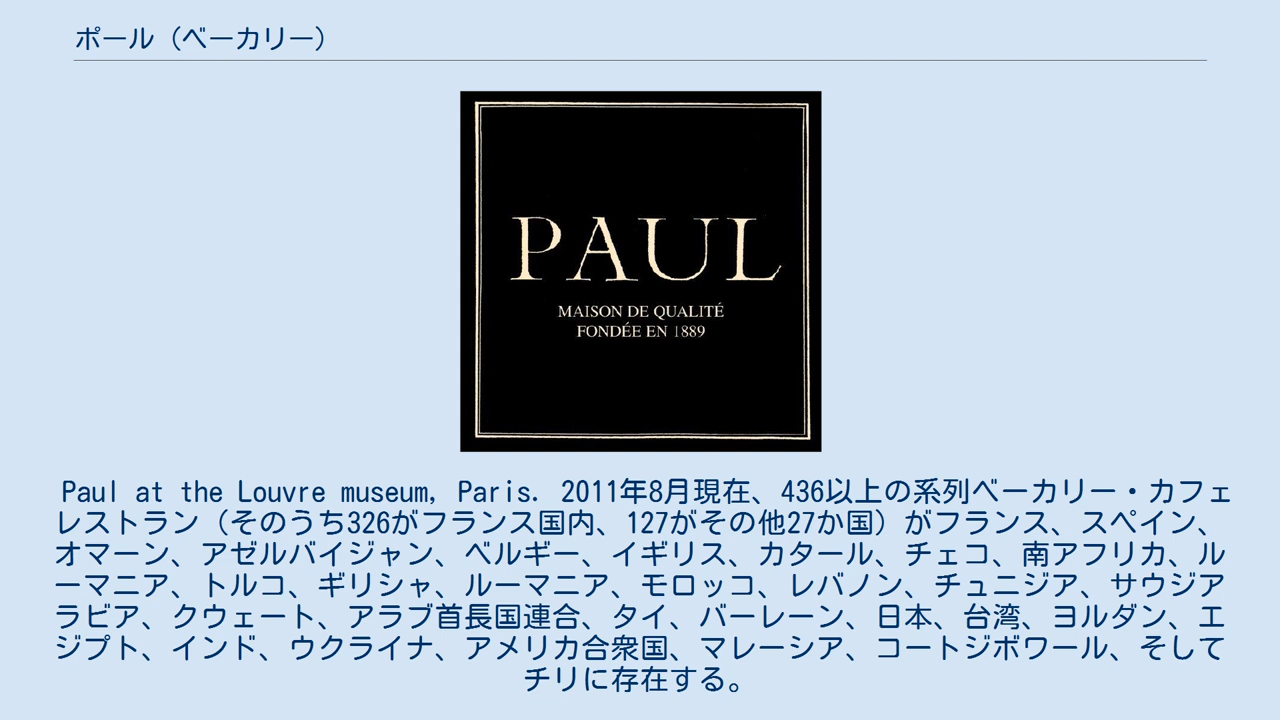 ポール（ベーカリー）
PAUL
MAISON DE QUALITÉ
FONDÉE EN 1889
Paul at the Louvre museum, Paris. 2011年8月現在、436以上の系列ベーカリー・カフェ
レストラン（そのうち326がフランス国内、127がその他27か国）がフランス、スペイン、
オマーン、アゼルバイジャン、ベルギー、イギリス、カタール、チェコ、南アフリカ、ル
ーマニア、トルコ、ギリシャ、ルーマニア、モロッコ、レバノン、チュニジア、サウジア
ラビア、クウェート、アラブ首長国連合、タイ、バーレーン、日本、台湾、ヨルダン、エ
ジプト、インド、ウクライナ、アメリカ合衆国、マレーシア、コートジボワール、そして
チリに存在する。